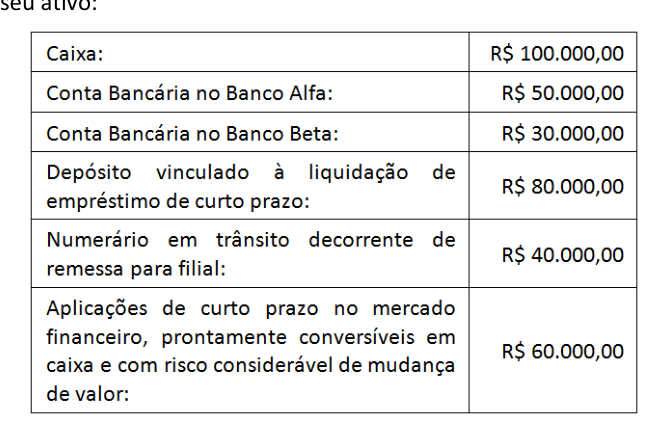 seu ativo:
Caixa: R$ 100.000,00
Conta Bancária no Banco Alfa: R$ 50.000,00
Conta Bancária no Banco Beta: R$ 30.000,00
Depósito vinculado à liquidação de
empréstimo de curto prazo: R$ 80.000,00
Numerário em trânsito decorrente de
remessa para filial: R$ 40.000,00
Aplicações de curto prazo no mercado
financeiro, prontamente conversíveis em
caixa e com risco considerável de mudança
de valor: R$ 60.000,00